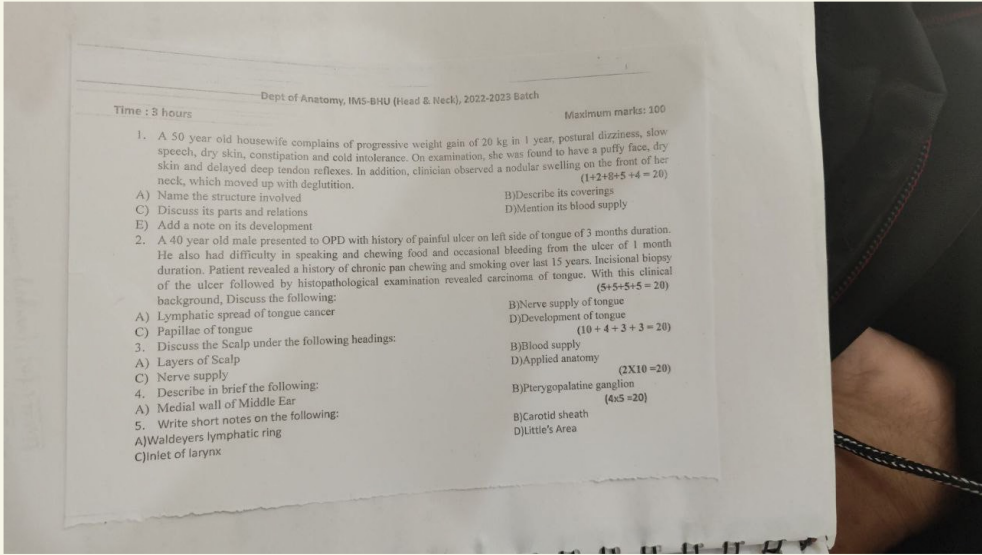 Dept of Anatomy, IMS-BHU (Head & Neck), 2022-2023 Batch
Time : 3 hours
Maximum marks: 100
1. A 50 year old housewife complains of progressive weight gain of 20 kg in 1 year, postural dizziness, slow
speech, dry skin, constipation and cold intolerance. On examination, she was found to have a puffy face, dry
skin and delayed deep tendon reflexes. In addition, clinician observed a nodular swelling on the front of her
neck, which moved up with deglutition. (1+2+8+5 +4 = 20)
A) Name the structure involved B)Describe its coverings
C) Discuss its parts and relations D)Mention its blood supply
E) Add a note on its development
2. A 40 year old male presented to OPD with history of painful ulcer on left side of tongue of 3 months duration.
He also had difficulty in speaking and chewing food and occasional bleeding from the ulcer of 1 month
duration. Patient revealed a history of chronic pan chewing and smoking over last 15 years. Incisional biopsy
of the ulcer followed by histopathological examination revealed carcinoma of tongue. With this clinical
background, Discuss the following: (5+5+5+5 = 20)
A) Lymphatic spread of tongue cancer B)Nerve supply of tongue
C) Papillae of tongue D)Development of tongue
3. Discuss the Scalp under the following headings: (10 + 4 + 3 + 3 = 20)
A) Layers of Scalp B)Blood supply
C) Nerve supply D)Applied anatomy
4. Describe in brief the following: (2X10 =20)
A) Medial wall of Middle Ear B)Pterygopalatine ganglion
5. Write short notes on the following: (4x5 =20)
A)Waldeyers lymphatic ring B)Carotid sheath
C)Inlet of larynx D)Little's Area